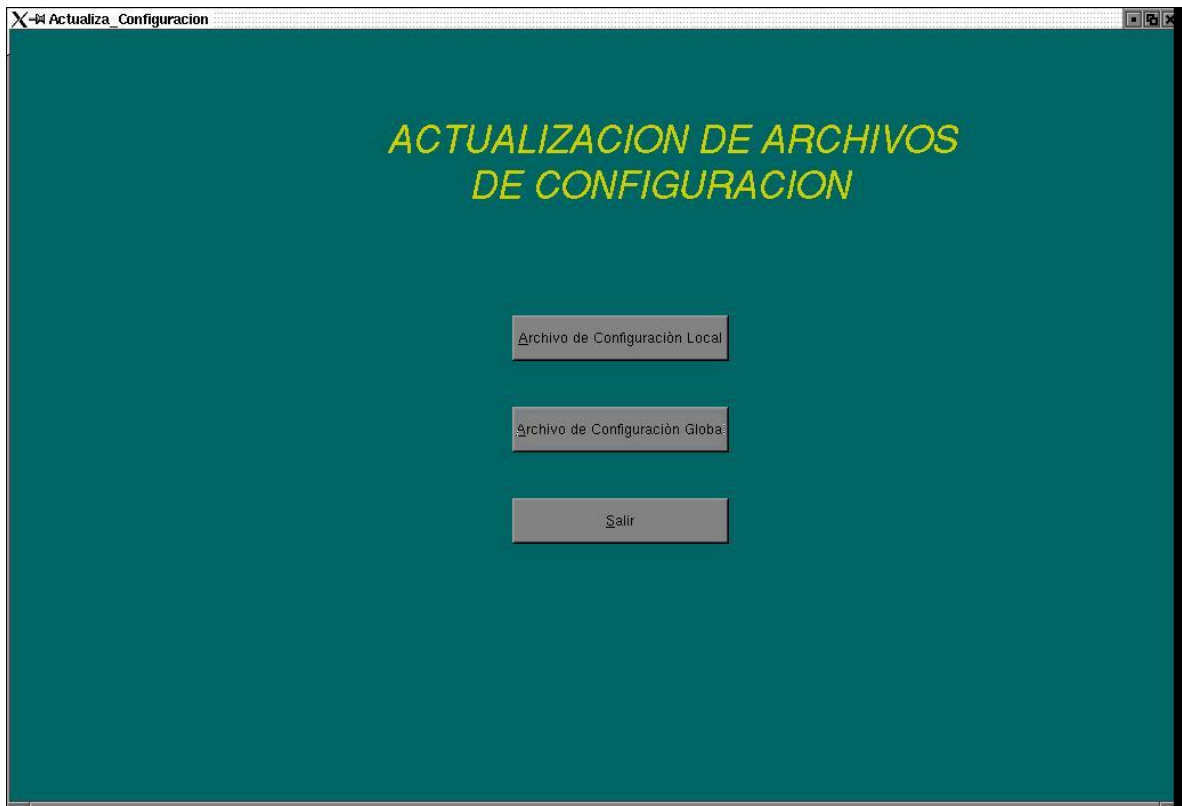 Actualiza_Configuracion
ACTUALIZACION DE ARCHIVOS
DE CONFIGURACION
Archivo de Configuraciòn Local
Archivo de Configuraciòn Globa
Salir